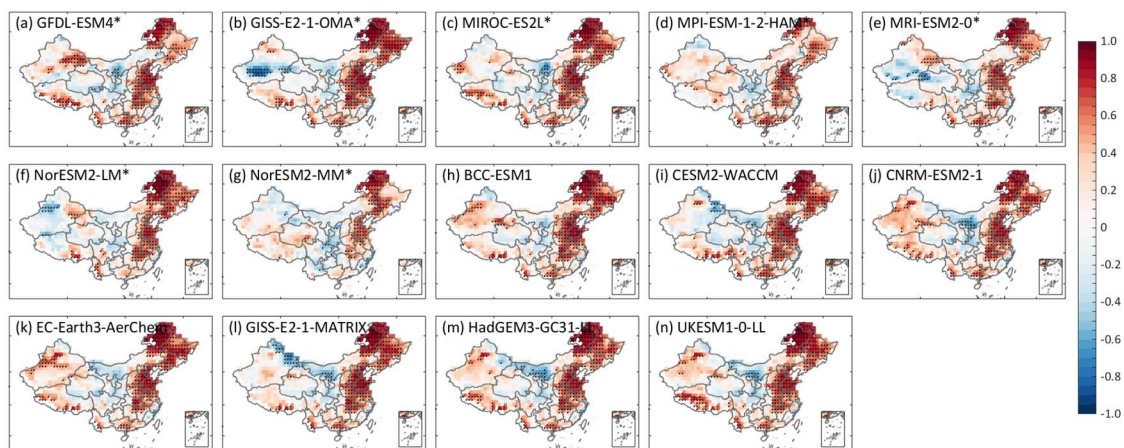 (a) GFDL-ESM4*
(b) GISS-E2-1-OMA*
(c) MIROC-ES2L*
(d) MPI-ESM-1-2-HAM*
(e) MRI-ESM2-0*
(f) NorESM2-LM*
(g) NorESM2-MM*
(h) BCC-ESM1
(i) CESM2-WACCM
(j) CNRM-ESM2-1
(k) EC-Earth3-AerChem
(l) GISS-E2-1-MATRIX
(m) HadGEM3-GC31-LL
(n) UKESM1-0-LL
1.0
0.8
0.6
0.4
0.2
0
-0.2
-0.4
-0.6
-0.8
-1.0